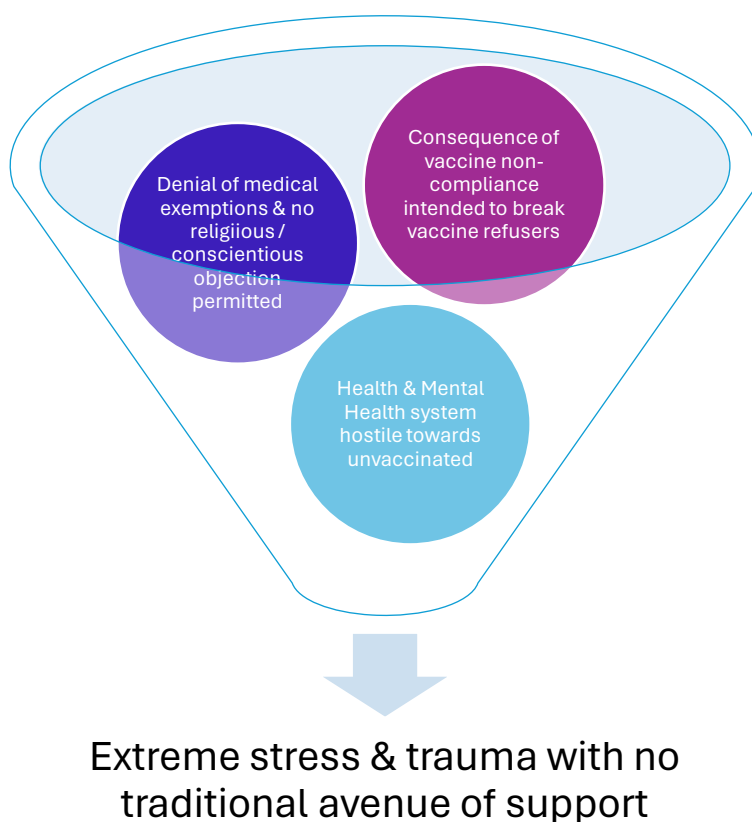 Denial of medical
exemptions & no
religiious /
conscientious
objection
permitted
Consequence of
vaccine non-
compliance
intended to break
vaccine refusers
Health & Mental
Health system
hostile towards
unvaccinated
Extreme stress & trauma with no
traditional avenue of support